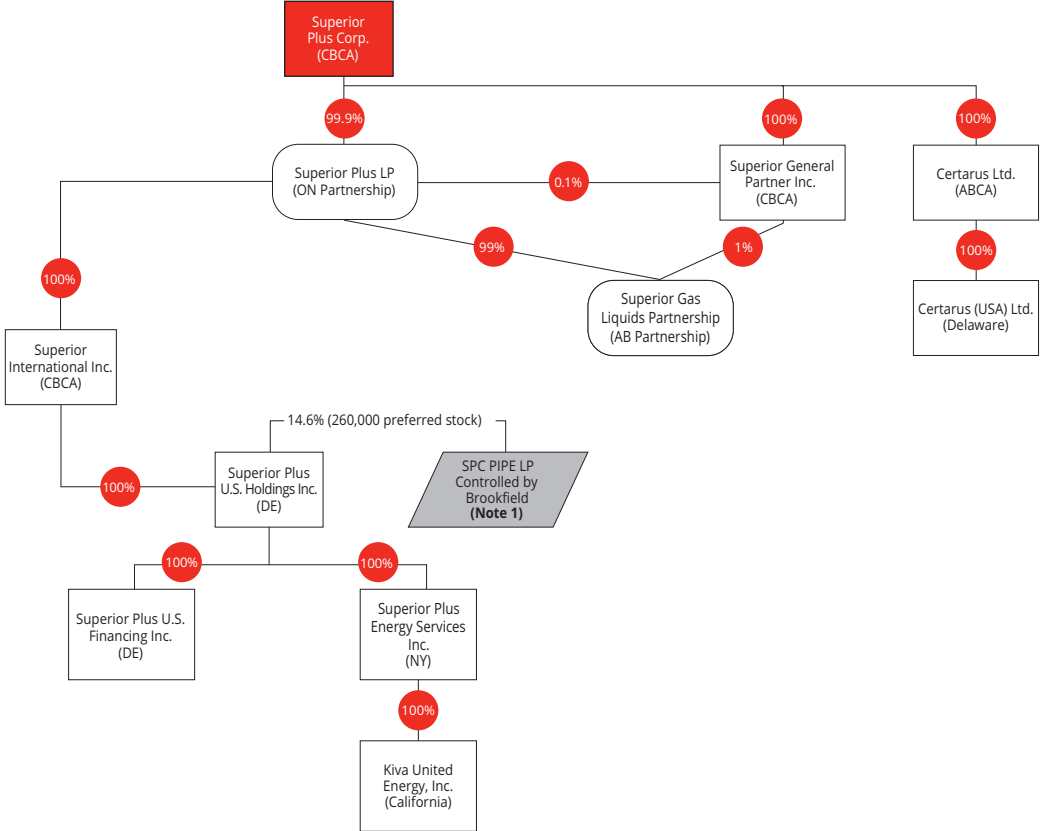 Superior
Plus Corp.
(CBCA)
99.9%
100%
100%
Superior Plus LP
(ON Partnership)
0.1%
Superior General
Partner Inc.
(CBCA)
Certarus Ltd.
(ABCA)
99%
1%
100%
100%
Superior Gas
Liquids Partnership
(AB Partnership)
Certarus (USA) Ltd.
(Delaware)
Superior
International Inc.
(CBCA)
14.6% (260,000 preferred stock)
100%
Superior Plus
U.S. Holdings Inc.
(DE)
SPC PIPE LP
Controlled by
Brookfield
(Note 1)
100%
100%
Superior Plus U.S.
Financing Inc.
(DE)
Superior Plus
Energy Services
Inc.
(NY)
100%
Kiva United
Energy, Inc.
(California)